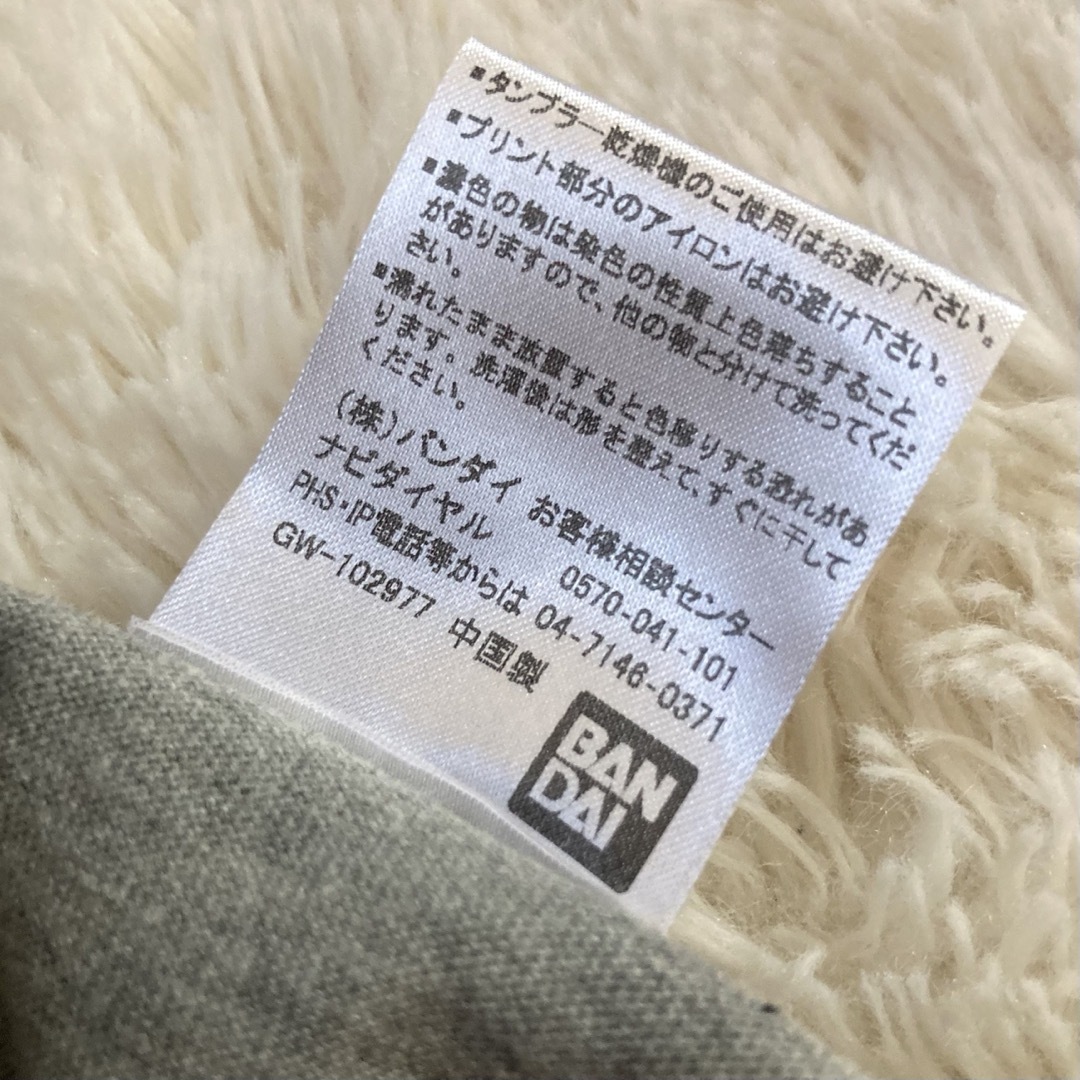 ■タンブラー乾燥機のご使用はお避け下さい。
■プリント部分のアイロンはお避け下さい。
■濃色の物は染色の性質上色落ちすること
がありますので、他の物と分けて洗ってくだ
さい。
■濡れたまま放置すると色移りする恐れがあ
ります。洗濯後は形を整えて、すぐに干して
ください。
(株)バンダイ お客様相談センター
ナビダイヤル 0570-041-101
PHS・IP電話等からは 04-7146-0371
GW-102977 中国製
BAN
DAI